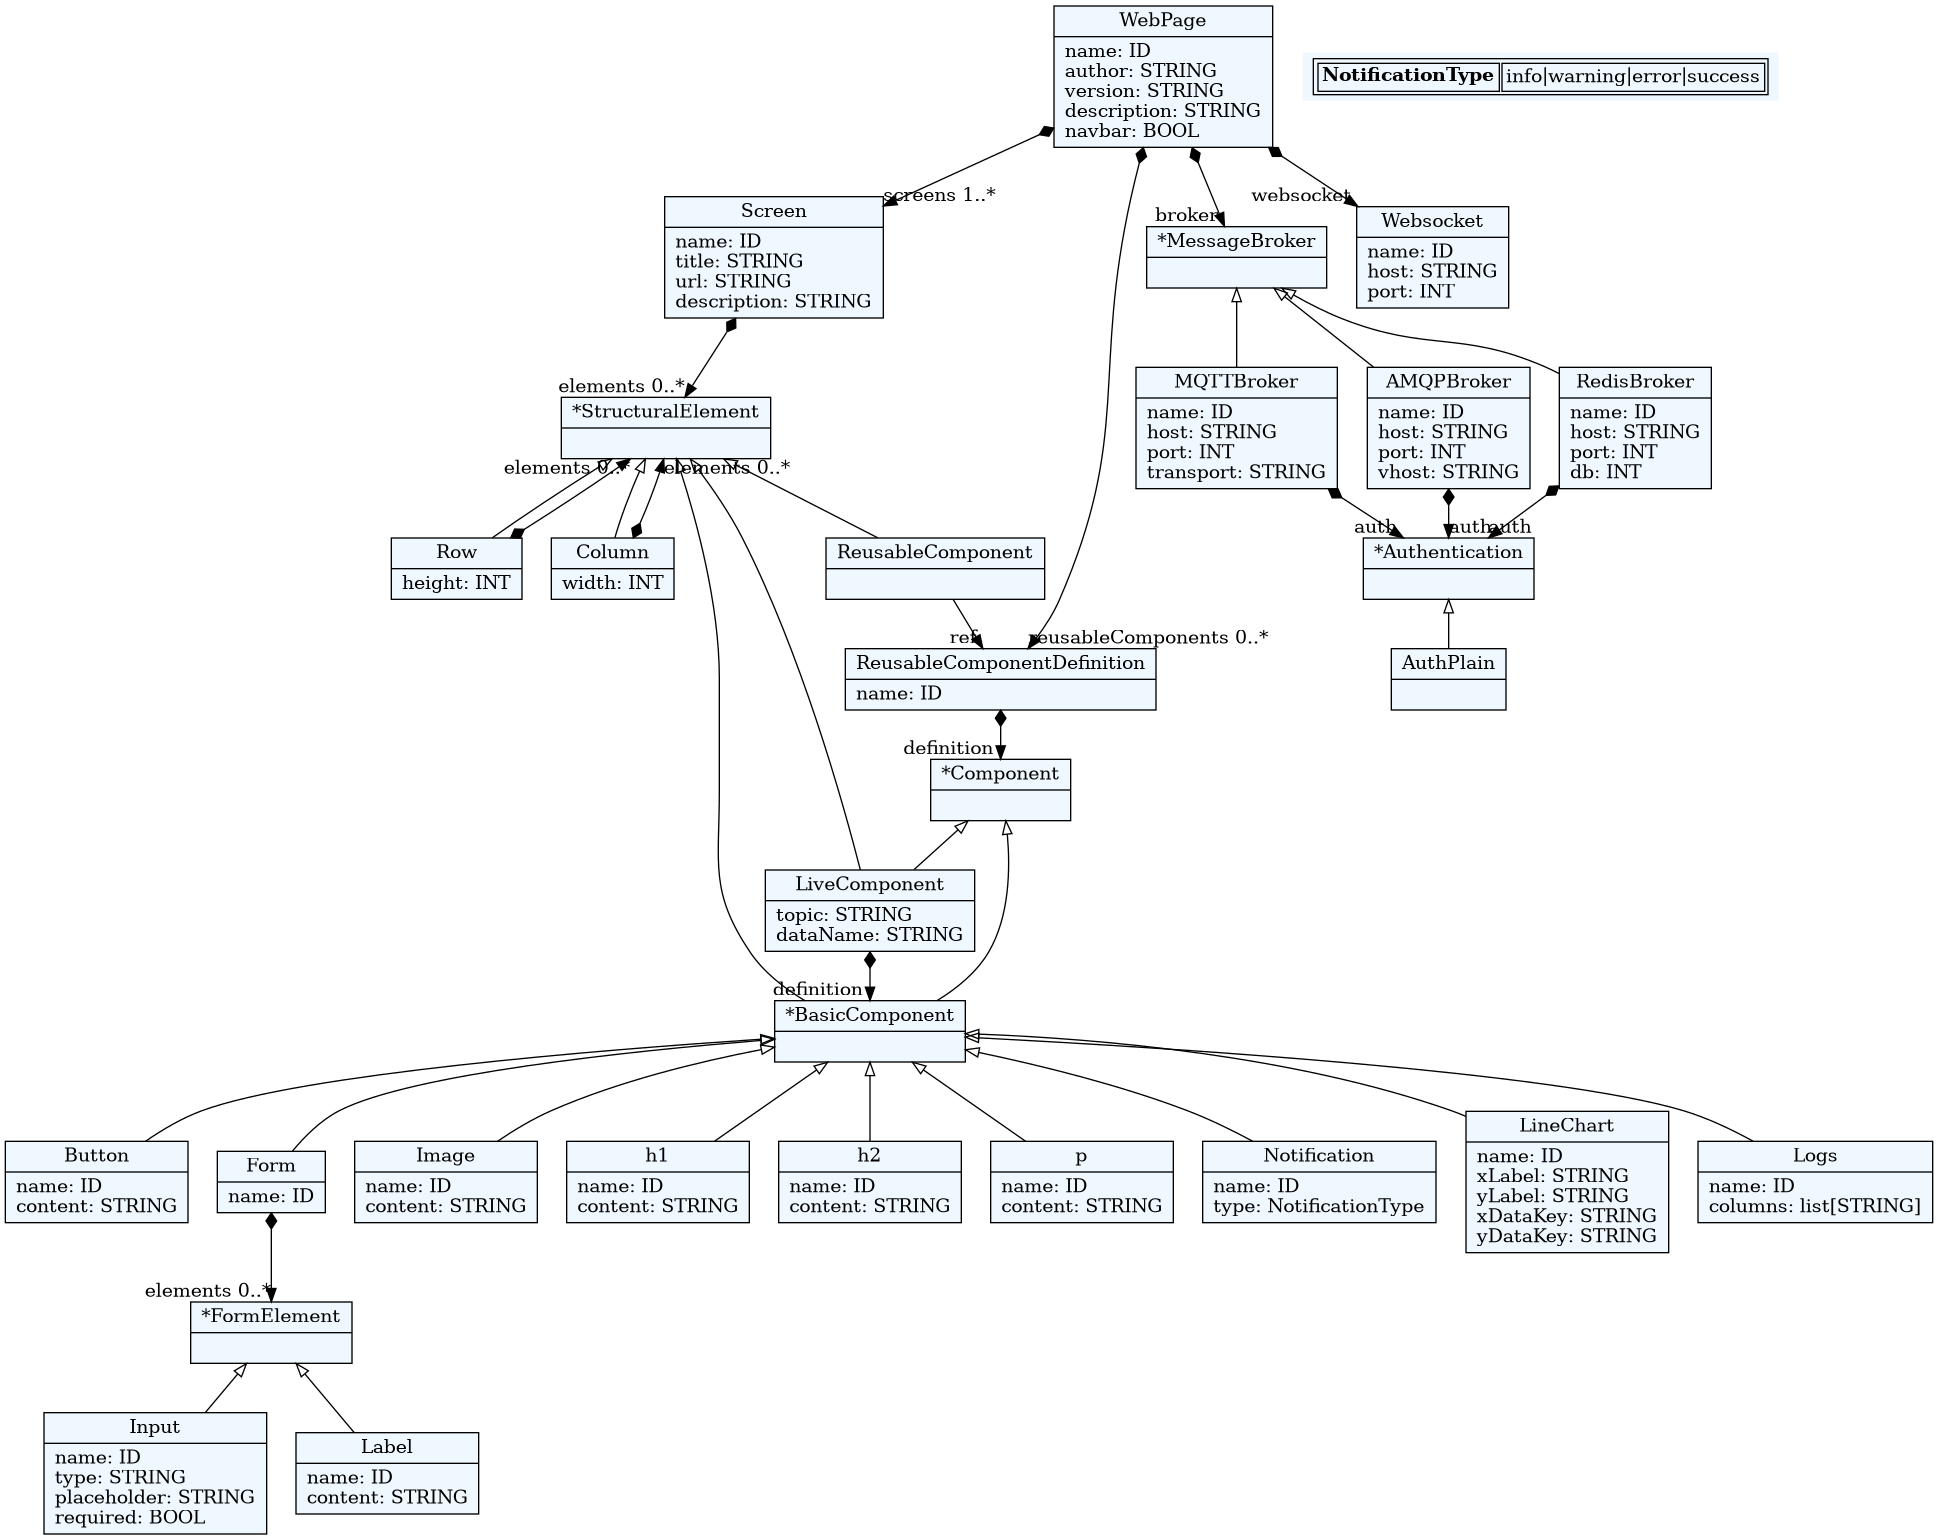 WebPage
name: ID
author: STRING
version: STRING
description: STRING
navbar: BOOL
NotificationType info|warning|error|success
screens 1..*
broker
websocket
Screen
name: ID
title: STRING
url: STRING
description: STRING
*MessageBroker
Websocket
name: ID
host: STRING
port: INT
elements 0..*
*StructuralElement
MQTTBroker
name: ID
host: STRING
port: INT
transport: STRING
AMQPBroker
name: ID
host: STRING
port: INT
vhost: STRING
RedisBroker
name: ID
host: STRING
port: INT
db: INT
elements 0..*
elements 0..*
auth
auth
auth
Row
height: INT
Column
width: INT
ReusableComponent
*Authentication
ref
reusableComponents 0..*
ReusableComponentDefinition
name: ID
AuthPlain
definition
*Component
LiveComponent
topic: STRING
dataName: STRING
definition
*BasicComponent
Button
name: ID
content: STRING
Form
name: ID
Image
name: ID
content: STRING
h1
name: ID
content: STRING
h2
name: ID
content: STRING
p
name: ID
content: STRING
Notification
name: ID
type: NotificationType
LineChart
name: ID
xLabel: STRING
yLabel: STRING
xDataKey: STRING
yDataKey: STRING
Logs
name: ID
columns: list[STRING]
elements 0..*
*FormElement
Input
name: ID
type: STRING
placeholder: STRING
required: BOOL
Label
name: ID
content: STRING